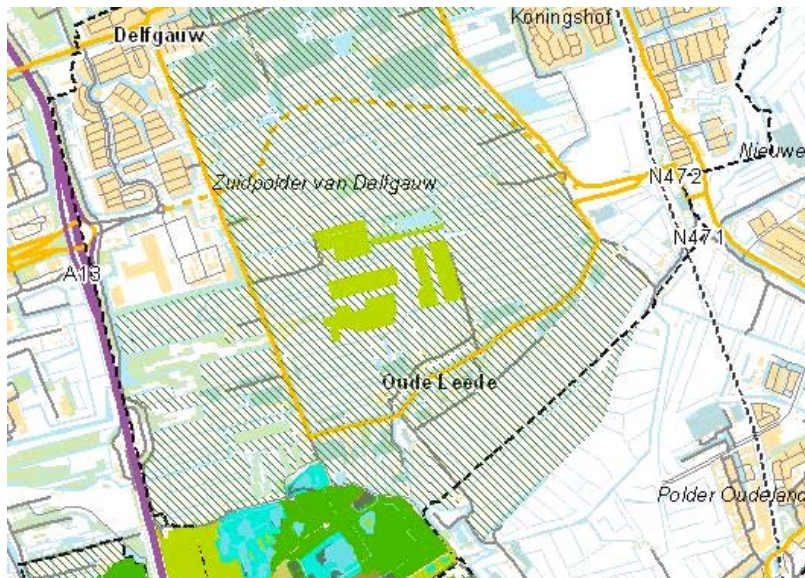 Koningshof
Delfgauw
Nieuwe
Zuidpolder van Delfgauw
N472
N471
A13
Oude Leede
Polder Oudeland